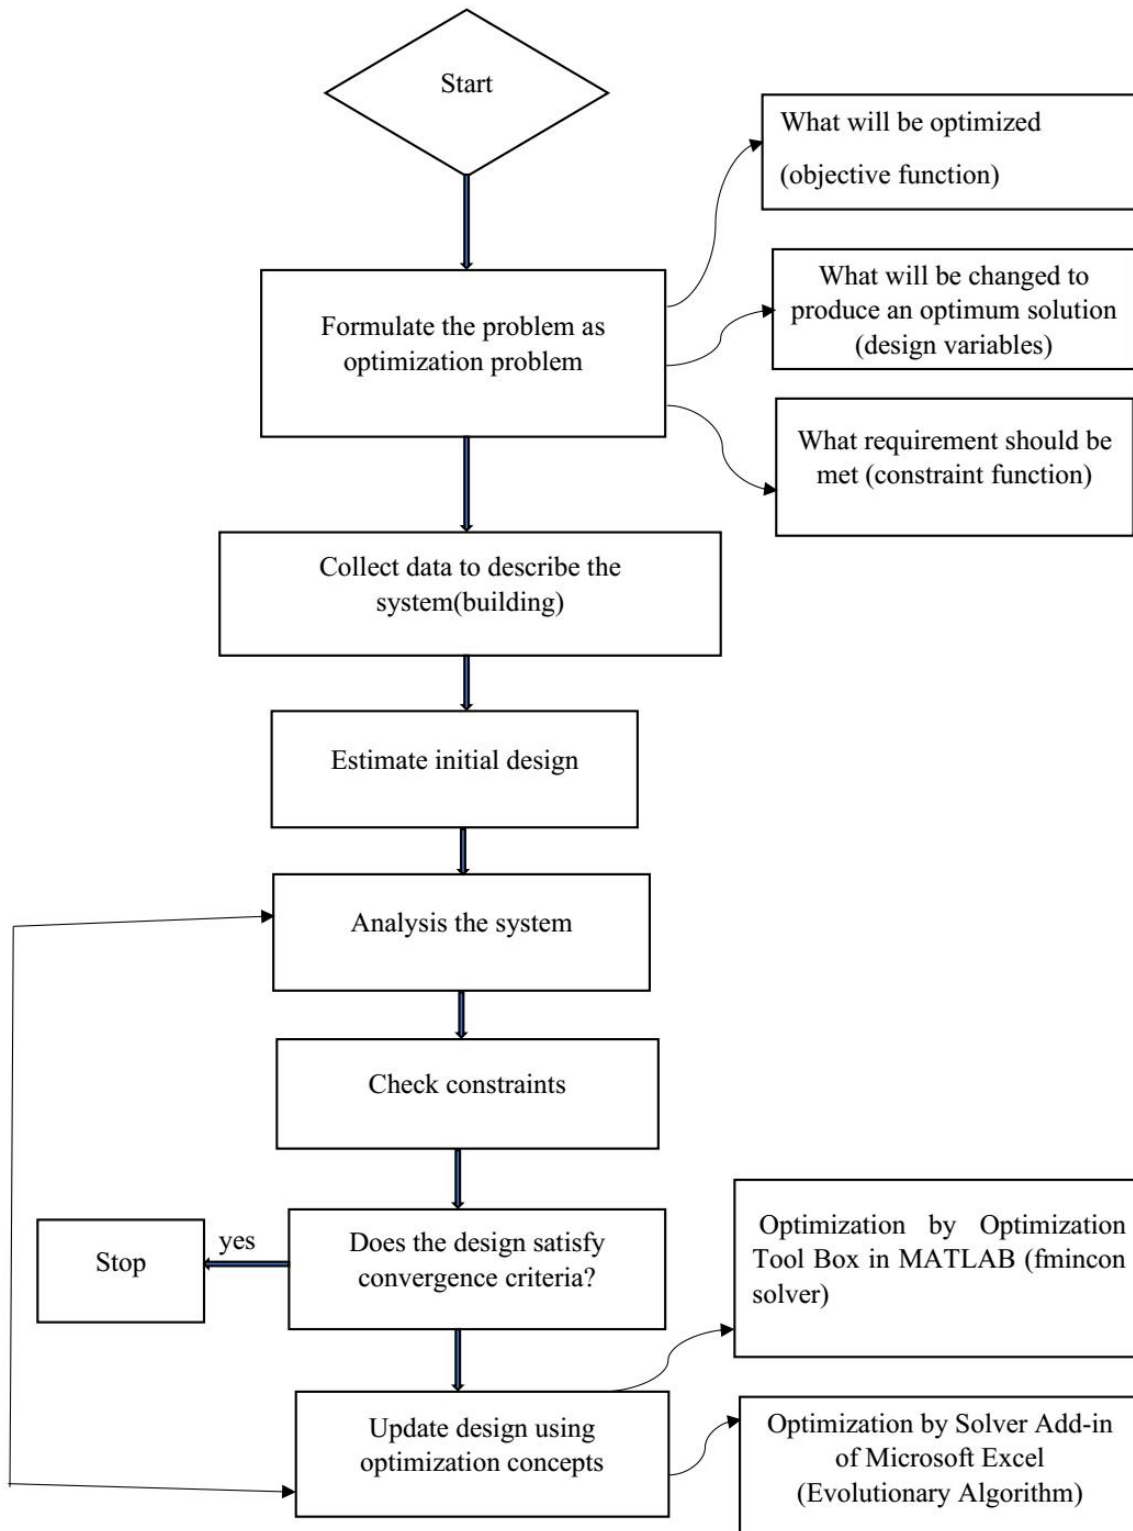 Start
What will be optimized
(objective function)
Formulate the problem as
optimization problem
What will be changed to
produce an optimum solution
(design variables)
What requirement should be
met (constraint function)
Collect data to describe the
system(building)
Estimate initial design
Analysis the system
Check constraints
Does the design satisfy
convergence criteria?
yes
Stop
Optimization by Optimization
Tool Box in MATLAB (fmincon
solver)
Update design using
optimization concepts
Optimization by Solver Add-in
of Microsoft Excel
(Evolutionary Algorithm)